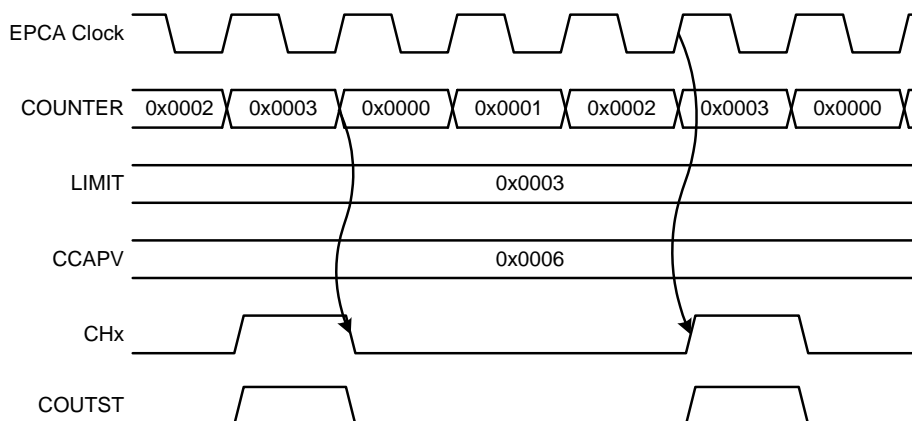 EPCA Clock
COUNTER 0x0002 0x0003 0x0000 0x0001 0x0002 0x0003 0x0000
LIMIT 0x0003
CCAPV 0x0006
CHx
COUTST